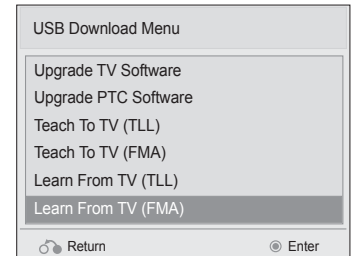 USB Download Menu
Upgrade TV Software
Upgrade PTC Software
Teach To TV (TLL)
Teach To TV (FMA)
Learn From TV (TLL)
Learn From TV (FMA)
Return Enter